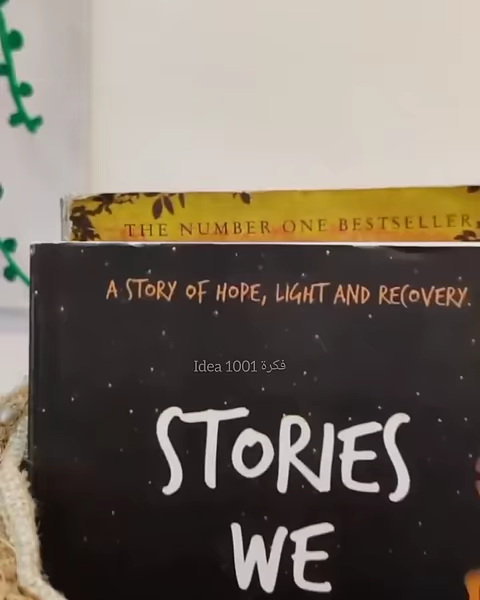 THE NUMBER ONE BESTSELLER
A STORY OF HOPE, LIGHT AND RECOVERY.
Idea 1001 فكرة
STORIES
WE